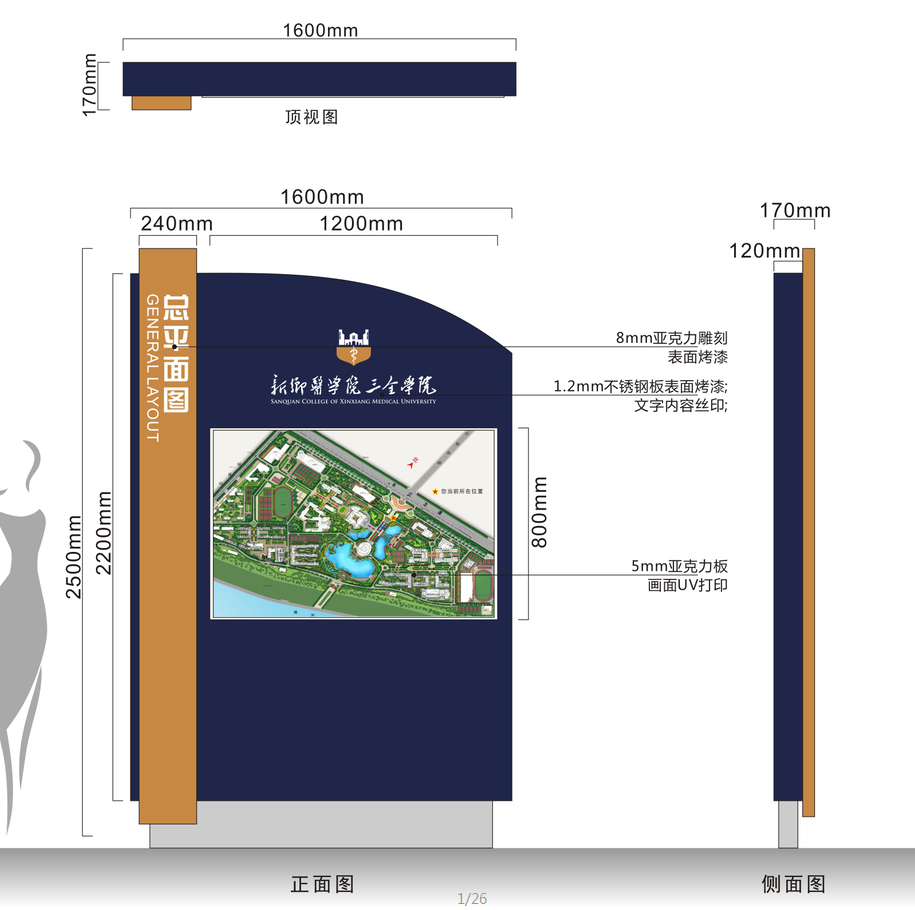 1600mm
170mm
顶视图
1600mm
240mm
1200mm
170mm
120mm
总平面图
GENERAL LAYOUT
8mm亚克力雕刻
表面烤漆
新乡医学院三全学院
SANQUAN COLLEGE OF XINXIANG MEDICAL UNIVERSITY
1.2mm不锈钢板表面烤漆;
文字内容丝印;
北
您当前所在位置
2500mm
2200mm
800mm
5mm亚克力板
画面UV打印
正面图
侧面图
1/26